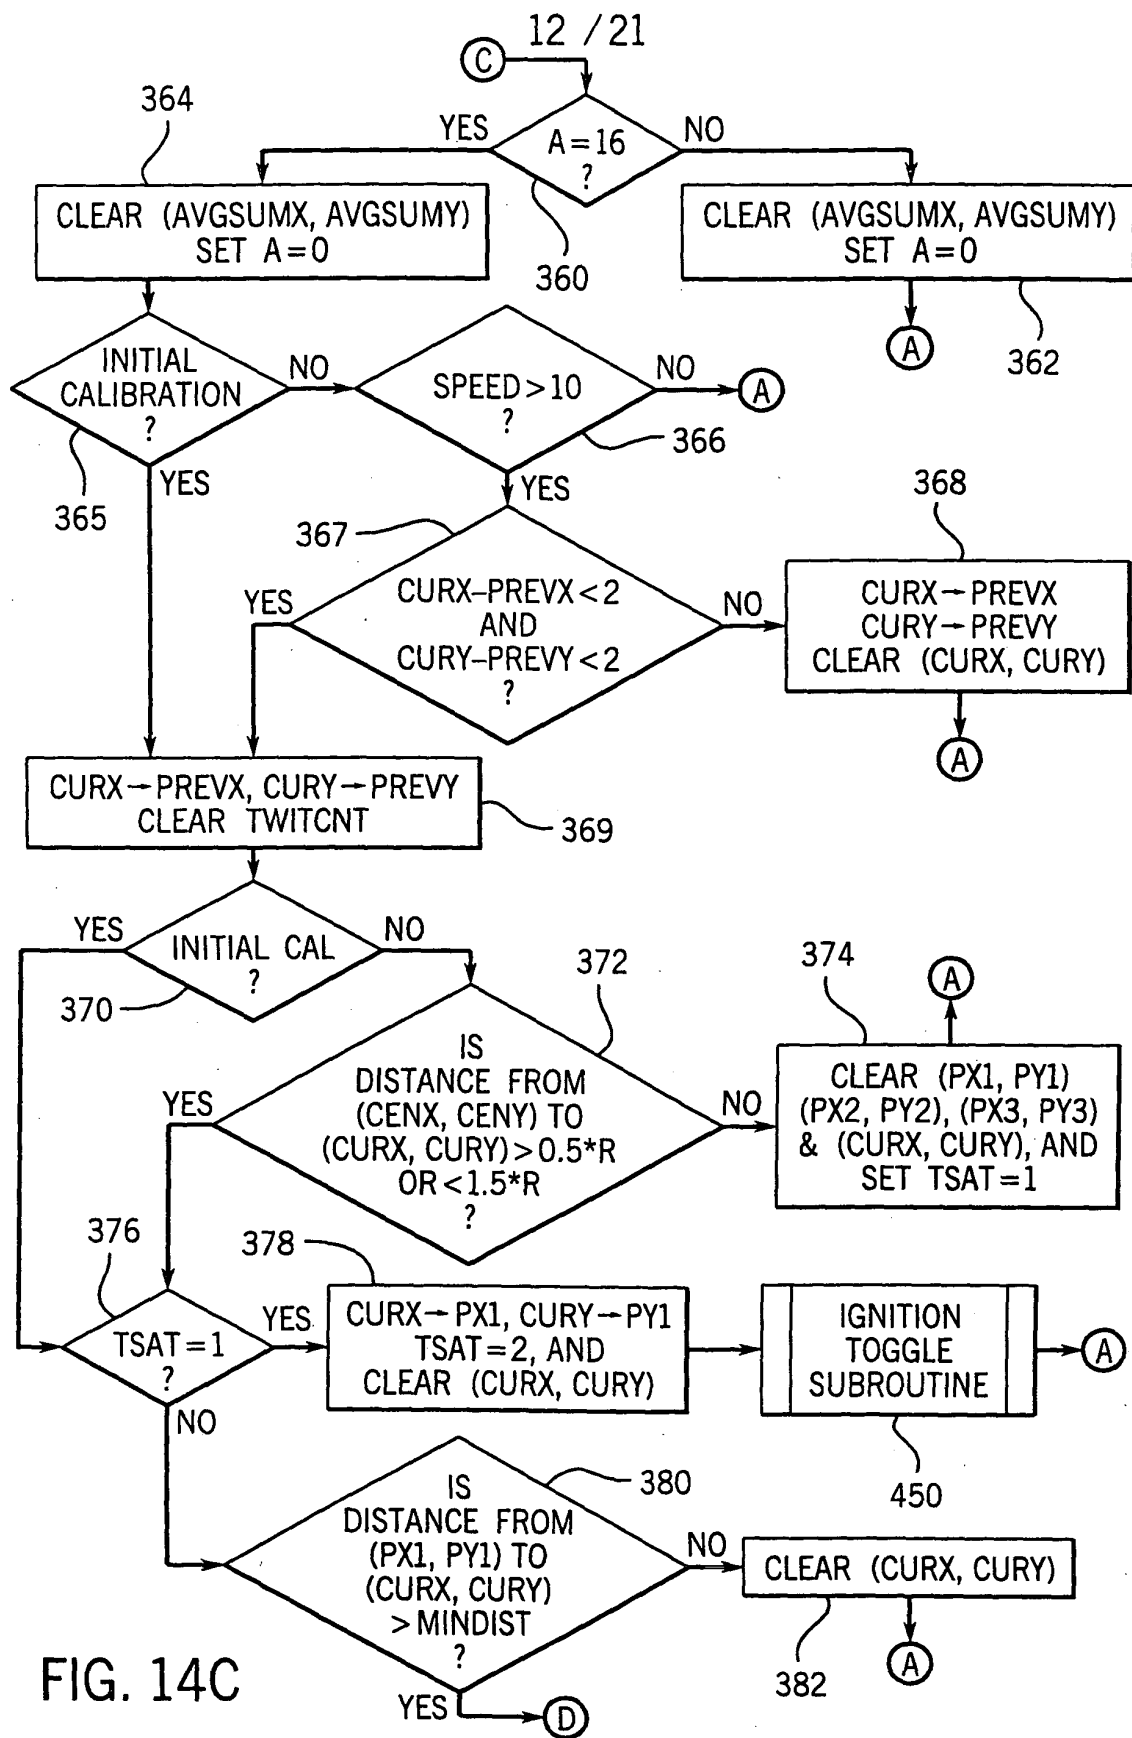 12 / 21
C
364
YES
A=16
?
NO
CLEAR (AVGSUMX, AVGSUMY)
SET A=0
360
CLEAR (AVGSUMX, AVGSUMY)
SET A=0
A
362
INITIAL
CALIBRATION
?
NO
SPEED>10
?
NO
A
366
365
YES
YES
367
368
YES
CURX–PREVX<2
AND
CURY–PREVY<2
?
NO
CURX→PREVX
CURY→PREVY
CLEAR (CURX, CURY)
A
CURX→PREVX, CURY→PREVY
CLEAR TWITCNT
369
YES
INITIAL CAL
?
NO
370
372
374
A
YES
IS
DISTANCE FROM
(CENX, CENY) TO
(CURX, CURY)>0.5*R
OR<1.5*R
?
NO
CLEAR (PX1, PY1)
(PX2, PY2), (PX3, PY3)
& (CURX, CURY), AND
SET TSAT=1
376
378
TSAT=1
?
YES
CURX→PX1, CURY→PY1
TSAT=2, AND
CLEAR (CURX, CURY)
IGNITION
TOGGLE
SUBROUTINE
A
450
NO
380
IS
DISTANCE FROM
(PX1, PY1) TO
(CURX, CURY)
>MINDIST
?
NO
CLEAR (CURX, CURY)
382
A
YES
D
FIG. 14C